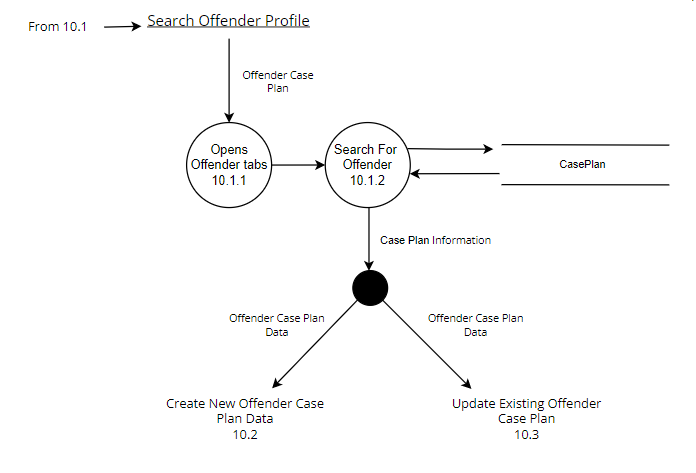 From 10.1
Search Offender Profile
Offender Case
Plan
Opens
Offender tabs
10.1.1
Search For
Offender
10.1.2
CasePlan
Case Plan Information
Offender Case Plan
Data
Offender Case Plan
Data
Create New Offender Case
Plan Data
10.2
Update Existing Offender
Case Plan
10.3